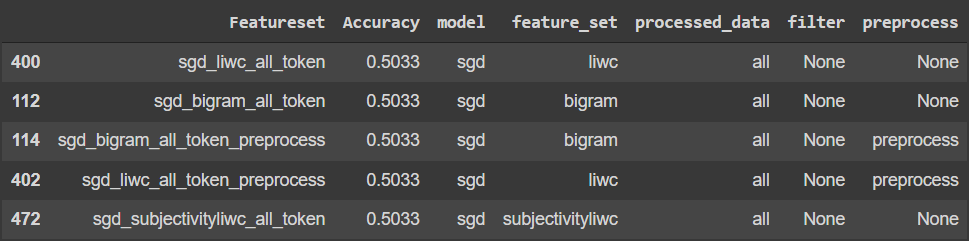 Featureset Accuracy model feature_set processed_data filter preprocess
400 sgd_liwc_all_token 0.5033 sgd liwc all None None
112 sgd_bigram_all_token 0.5033 sgd bigram all None None
114 sgd_bigram_all_token_preprocess 0.5033 sgd bigram all None preprocess
402 sgd_liwc_all_token_preprocess 0.5033 sgd liwc all None preprocess
472 sgd_subjectivityliwc_all_token 0.5033 sgd subjectivityliwc all None None